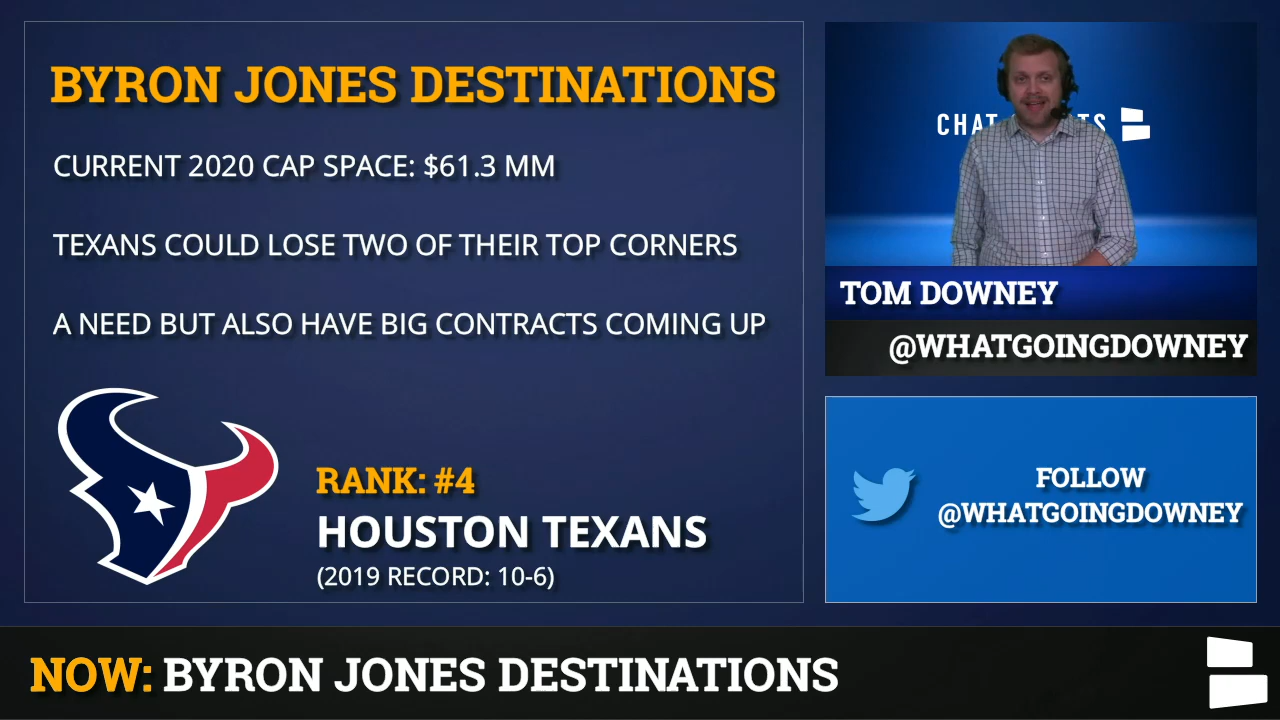 BYRON JONES DESTINATIONS
CURRENT 2020 CAP SPACE: $61.3 MM
TEXANS COULD LOSE TWO OF THEIR TOP CORNERS
A NEED BUT ALSO HAVE BIG CONTRACTS COMING UP
RANK: #4
HOUSTON TEXANS
(2019 RECORD: 10-6)
CHAT TS
TOM DOWNEY
@WHATGOINGDOWNEY
FOLLOW
@WHATGOINGDOWNEY
NOW: BYRON JONES DESTINATIONS